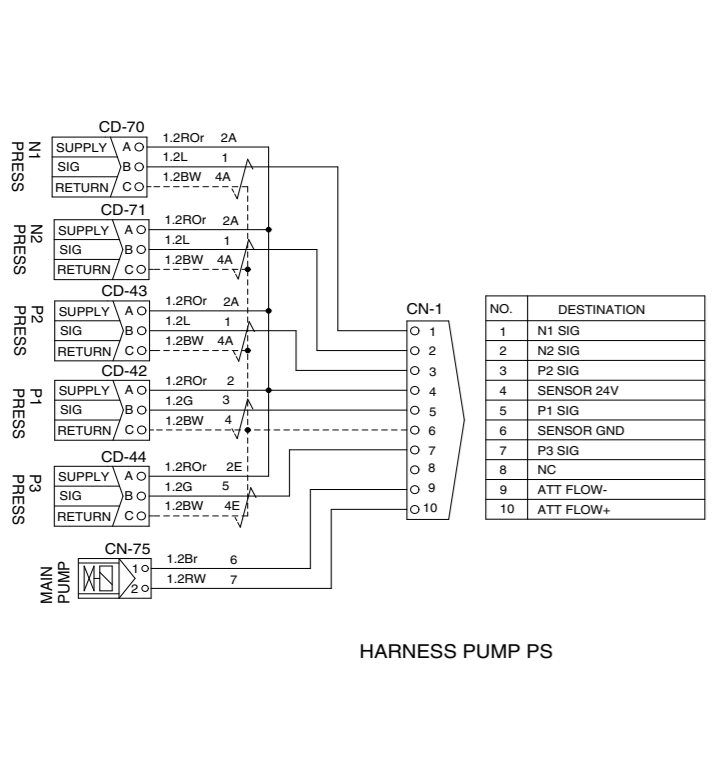 CD-70
N1 PRESS
SUPPLY A 1.2ROr 2A
SIG B 1.2L 1
RETURN C 1.2BW 4A
CD-71
N2 PRESS
SUPPLY A 1.2ROr 2A
SIG B 1.2L 1
RETURN C 1.2BW 4A
CD-43
P2 PRESS
SUPPLY A 1.2ROr 2A
SIG B 1.2L 1
RETURN C 1.2BW 4A
CD-42
P1 PRESS
SUPPLY A 1.2ROr 2
SIG B 1.2G 3
RETURN C 1.2BW 4
CD-44
P3 PRESS
SUPPLY A 1.2ROr 2E
SIG B 1.2G 5
RETURN C 1.2BW 4E
CN-75
MAIN PUMP
1 1.2Br 6
2 1.2RW 7
CN-1
1
2
3
4
5
6
7
8
9
10
NO. DESTINATION
1 N1 SIG
2 N2 SIG
3 P2 SIG
4 SENSOR 24V
5 P1 SIG
6 SENSOR GND
7 P3 SIG
8 NC
9 ATT FLOW-
10 ATT FLOW+
HARNESS PUMP PS